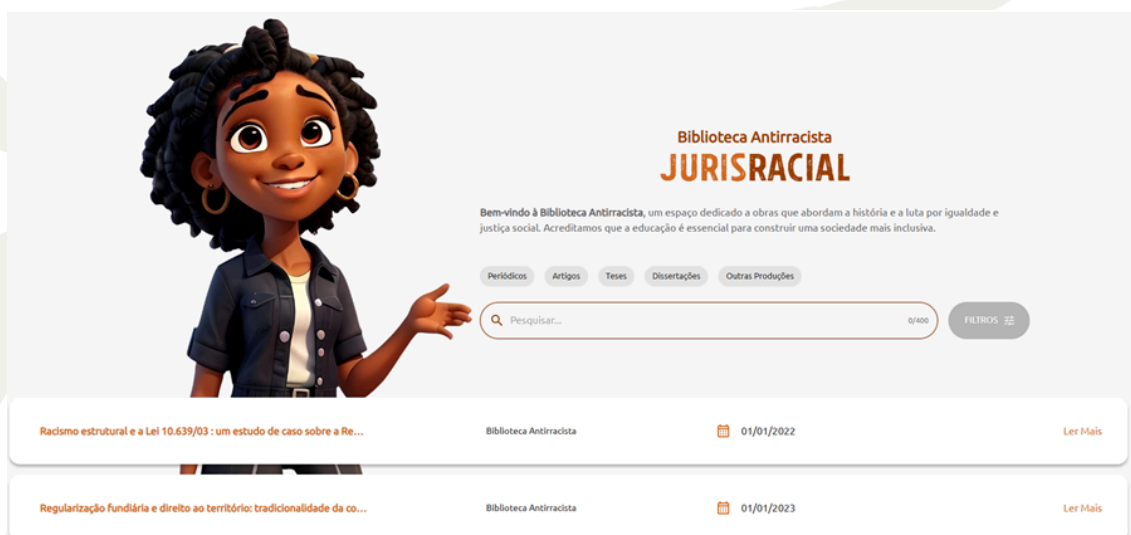 Biblioteca Antirracista
JURISRACIAL
Bem-vindo à Biblioteca Antirracista, um espaço dedicado a obras que abordam a história e a luta por igualdade e
justiça social. Acreditamos que a educação é essencial para construir uma sociedade mais inclusiva.
Periódicos Artigos Teses Dissertações Outras Produções
Pesquisar... 0/400 FILTROS
Racismo estrutural e a Lei 10.639/03 : um estudo de caso sobre a Re... Biblioteca Antirracista 01/01/2022 Ler Mais
Regularização fundiária e direito ao território: tradicionalidade da co... Biblioteca Antirracista 01/01/2023 Ler Mais